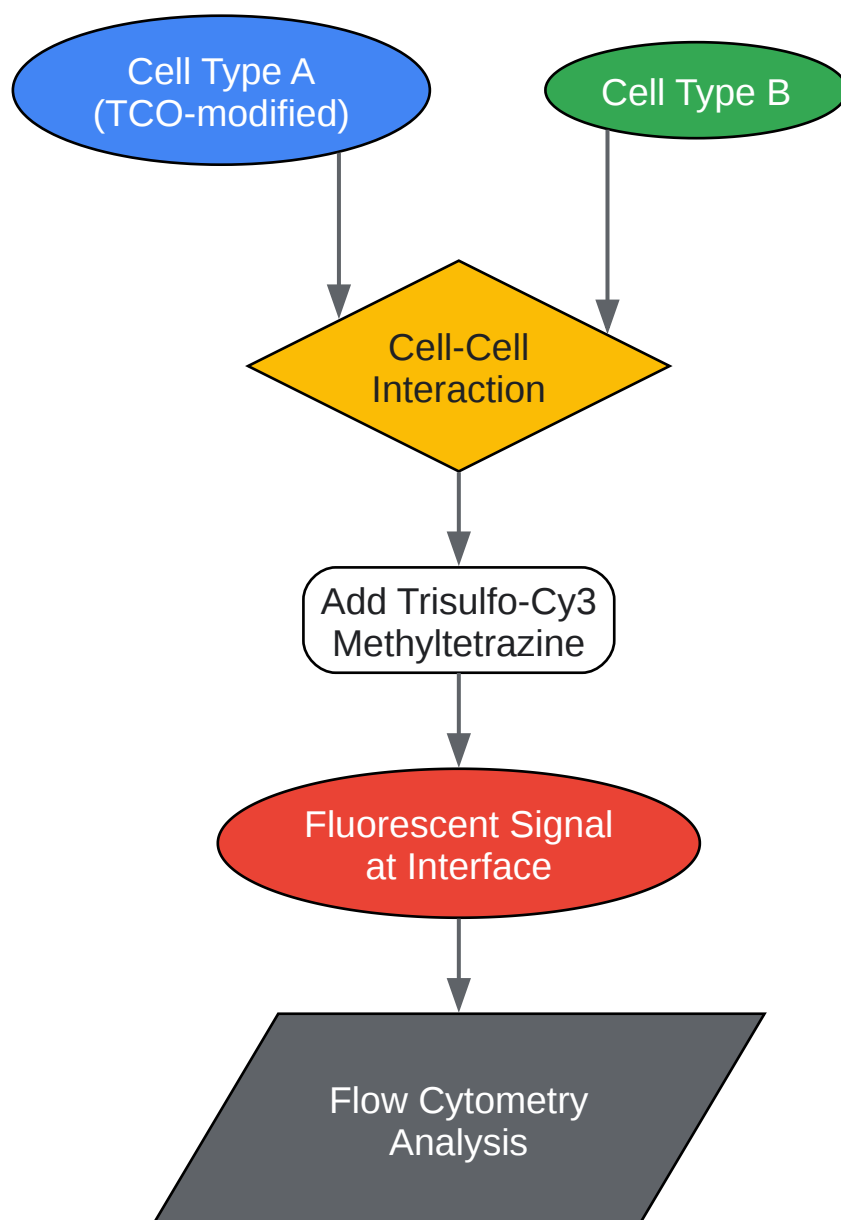 Cell Type A
(TCO-modified)
Cell Type B
Cell-Cell
Interaction
Add Trisulfo-Cy3
Methyltetrazine
Fluorescent Signal
at Interface
Flow Cytometry
Analysis